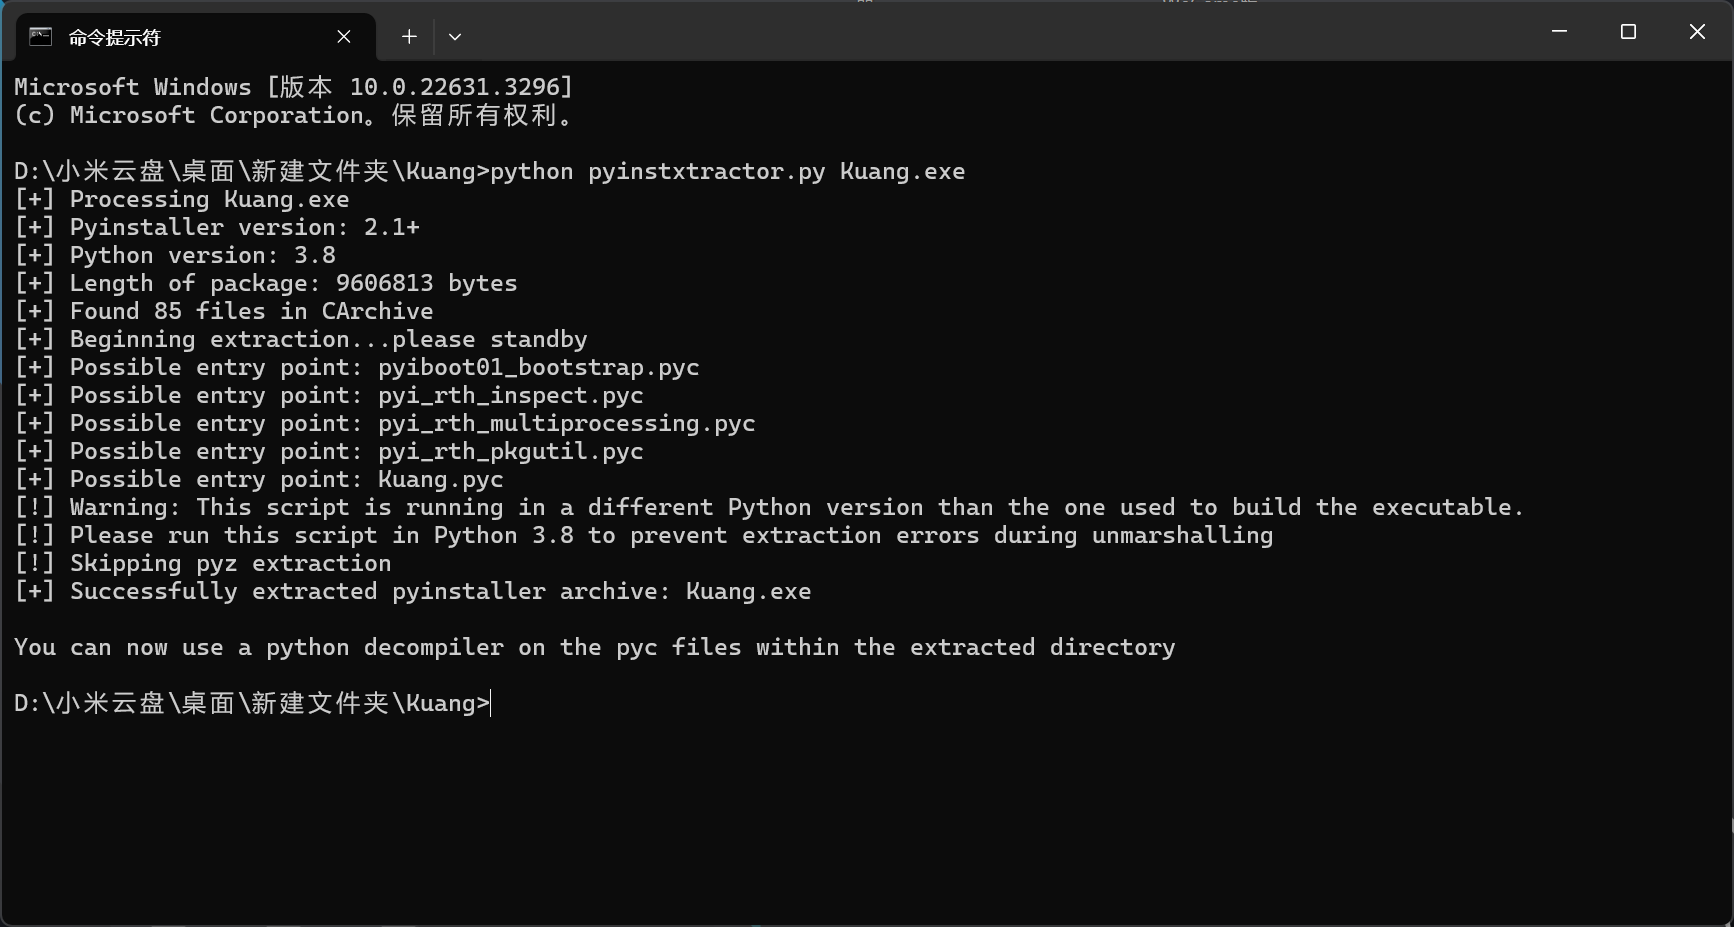 命令提示符
Microsoft Windows [版本 10.0.22631.3296]
(c) Microsoft Corporation。保留所有权利。
D:\小米云盘\桌面\新建文件夹\Kuang>python pyinstxtractor.py Kuang.exe
[+] Processing Kuang.exe
[+] Pyinstaller version: 2.1+
[+] Python version: 3.8
[+] Length of package: 9606813 bytes
[+] Found 85 files in CArchive
[+] Beginning extraction...please standby
[+] Possible entry point: pyiboot01_bootstrap.pyc
[+] Possible entry point: pyi_rth_inspect.pyc
[+] Possible entry point: pyi_rth_multiprocessing.pyc
[+] Possible entry point: pyi_rth_pkgutil.pyc
[+] Possible entry point: Kuang.pyc
[!] Warning: This script is running in a different Python version than the one used to build the executable.
[!] Please run this script in Python 3.8 to prevent extraction errors during unmarshalling
[!] Skipping pyz extraction
[+] Successfully extracted pyinstaller archive: Kuang.exe
You can now use a python decompiler on the pyc files within the extracted directory
D:\小米云盘\桌面\新建文件夹\Kuang>